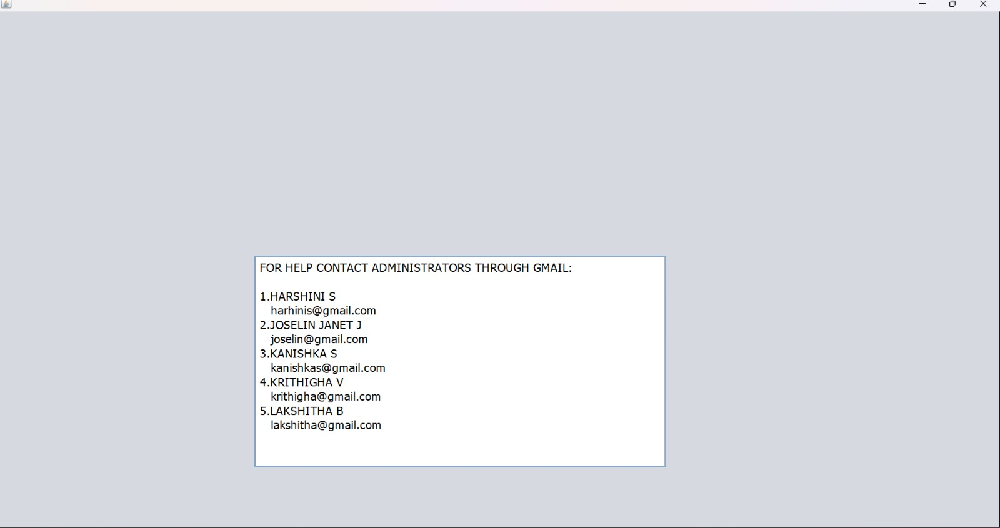 FOR HELP CONTACT ADMINISTRATORS THROUGH GMAIL:
1.HARSHINI S
harhinis@gmail.com
2.JOSELIN JANET J
joselin@gmail.com
3.KANISHKA S
kanishkas@gmail.com
4.KRITHIGHA V
krithigha@gmail.com
5.LAKSHITHA B
lakshitha@gmail.com